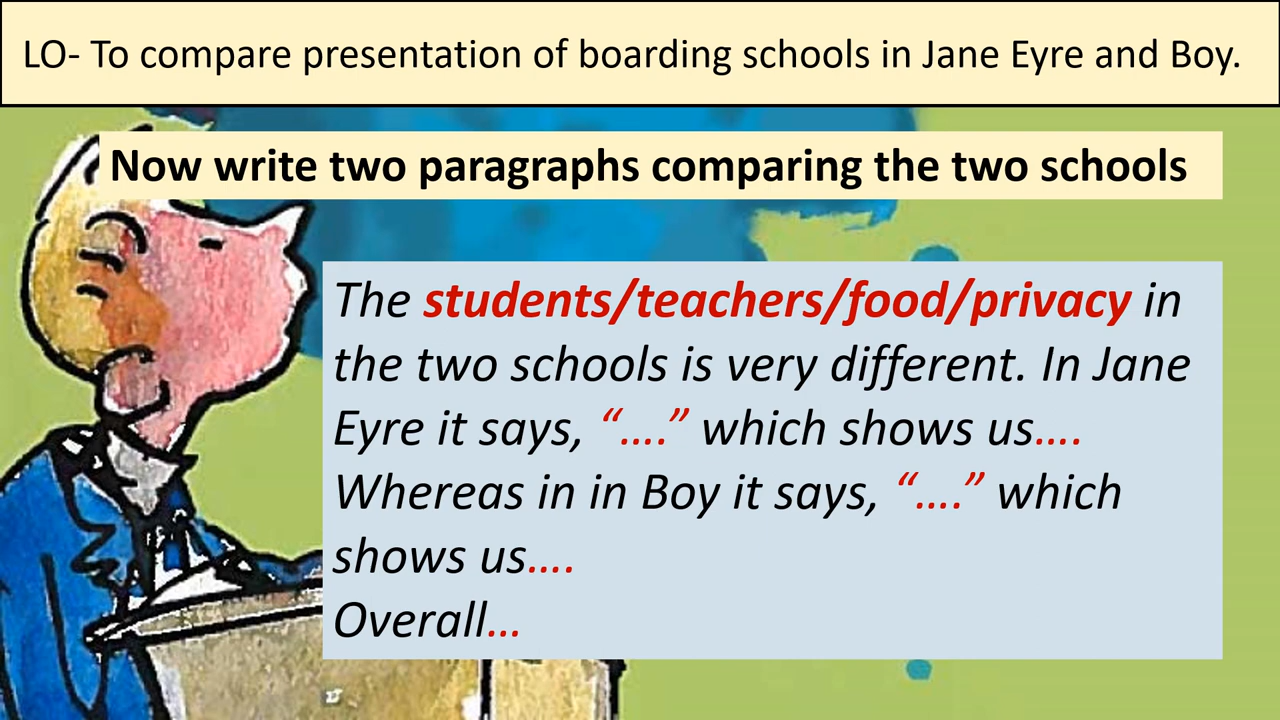 LO- To compare presentation of boarding schools in Jane Eyre and Boy.
Now write two paragraphs comparing the two schools
The students/teachers/food/privacy in
the two schools is very different. In Jane
Eyre it says, “....” which shows us....
Whereas in in Boy it says, “....” which
shows us....
Overall...